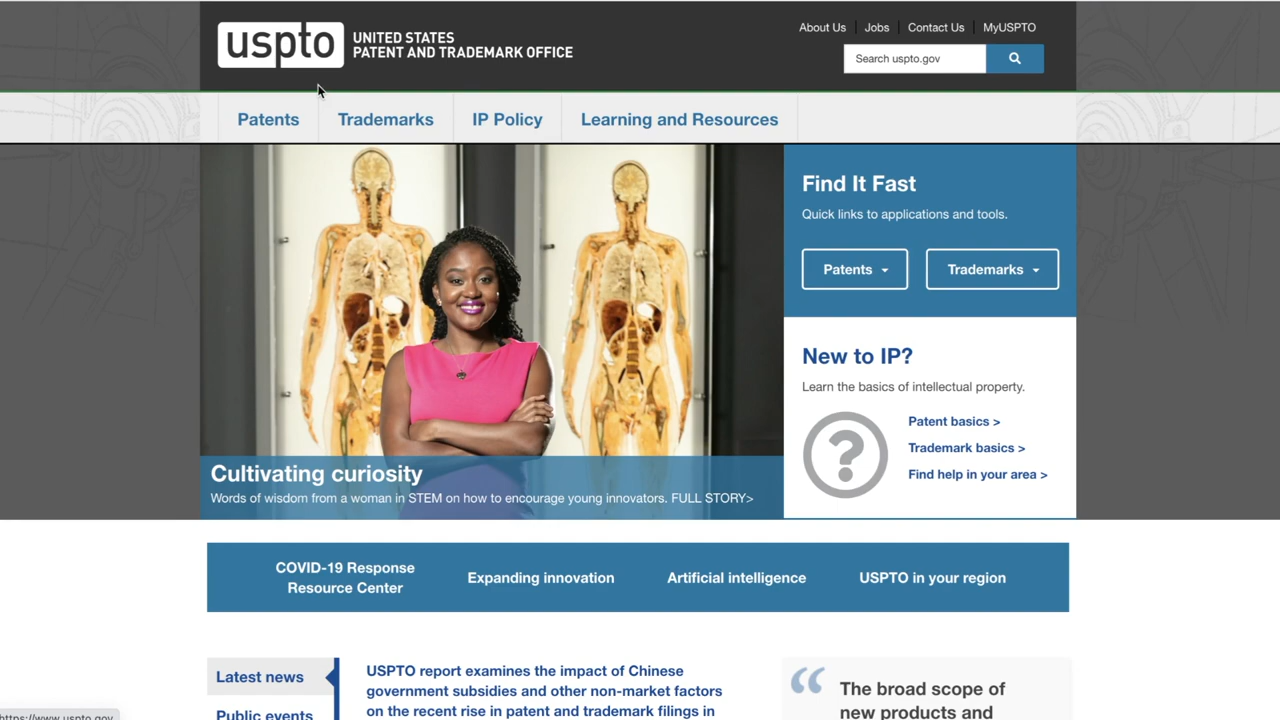 uspto
UNITED STATES
PATENT AND TRADEMARK OFFICE
About Us
Jobs
Contact Us
MyUSPTO
Search uspto.gov
Patents
Trademarks
IP Policy
Learning and Resources
Find It Fast
Quick links to applications and tools.
Patents
Trademarks
New to IP?
Learn the basics of intellectual property.
?
Patent basics >
Trademark basics >
Find help in your area >
Cultivating curiosity
Words of wisdom from a woman in STEM on how to encourage young innovators. FULL STORY>
COVID-19 Response
Resource Center
Expanding innovation
Artificial intelligence
USPTO in your region
Latest news
Public events
USPTO report examines the impact of Chinese
government subsidies and other non-market factors
on the recent rise in patent and trademark filings in
“
The broad scope of
new products and
https://www.uspto.gov